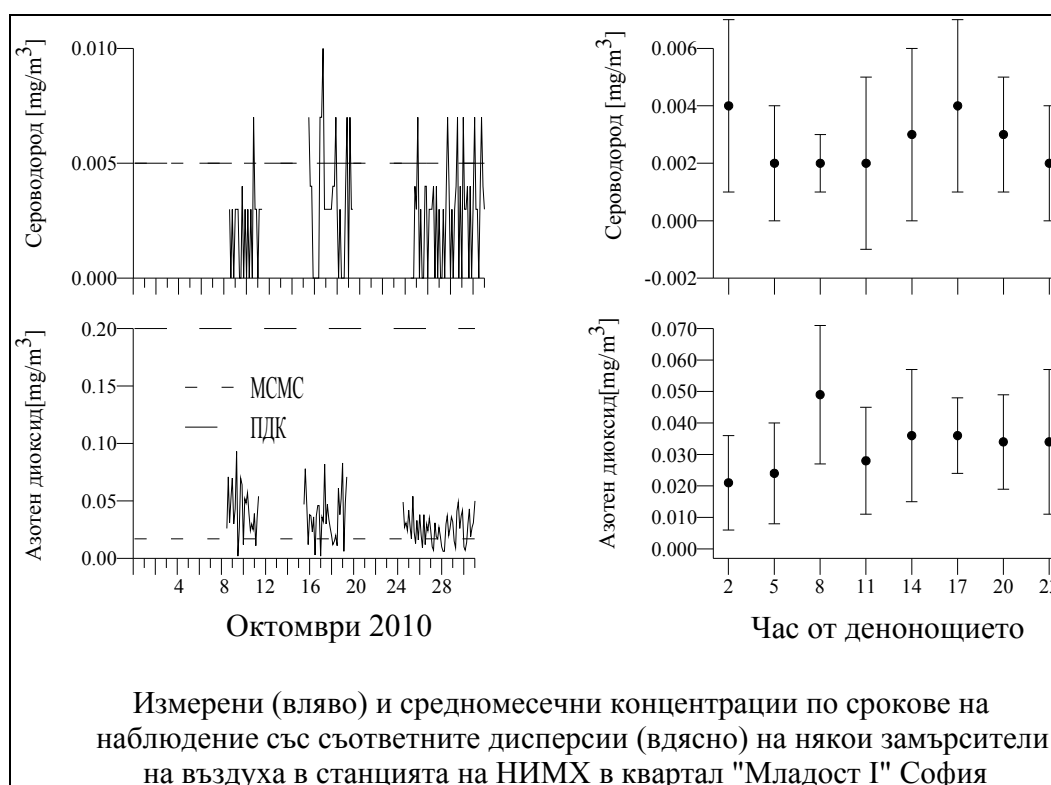 Сероводород [mg/m³]
0.010
0.005
0.000
Сероводород [mg/m³]
0.006
0.004
0.002
0.000
-0.002
Азотен диоксид[mg/m³]
0.20
0.15
0.10
0.05
0.00
МСМС
ПДК
4 8 12 16 20 24 28
Октомври 2010
Азотен диоксид[mg/m³]
0.070
0.060
0.050
0.040
0.030
0.020
0.010
0.000
2 5 8 11 14 17 20
Час от денонощието
Измерени (вляво) и средномесечни концентрации по срокове на
наблюдение със съответните дисперсии (вдясно) на някои замърсители
на въздуха в станцията на НИМХ в квартал "Младост I" София